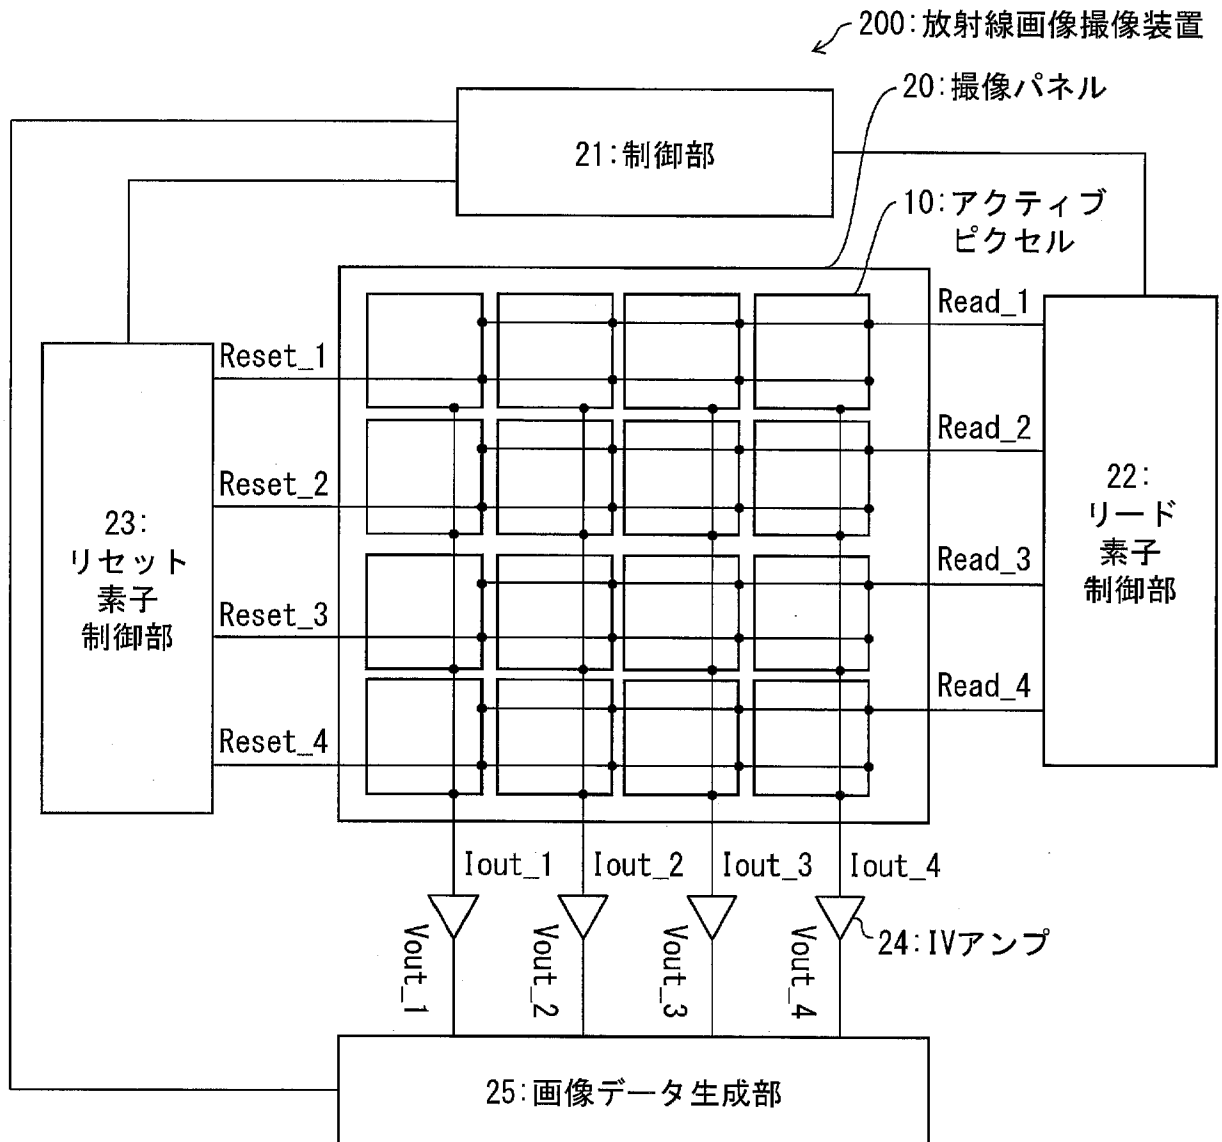 200:放射線画像撮像装置
20:撮像パネル
21:制御部
10:アクティブ
ピクセル
Read_1
Reset_1
Read_2
Reset_2
22:
リード
素子
制御部
23:
リセット
素子
制御部
Read_3
Reset_3
Read_4
Reset_4
Iout_1
Iout_2
Iout_3
Iout_4
Vout_1
Vout_2
Vout_3
Vout_4
24:IVアンプ
25:画像データ生成部